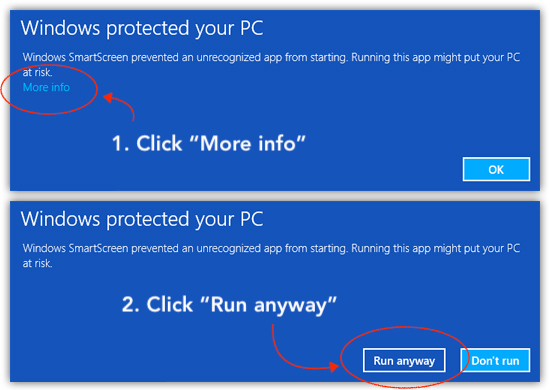 Windows protected your PC
Windows SmartScreen prevented an unrecognized app from starting. Running this app might put your PC
at risk.
More info
1. Click “More info”
OK
Windows protected your PC
Windows SmartScreen prevented an unrecognized app from starting. Running this app might put your PC
at risk.
2. Click “Run anyway”
Run anyway
Don't run